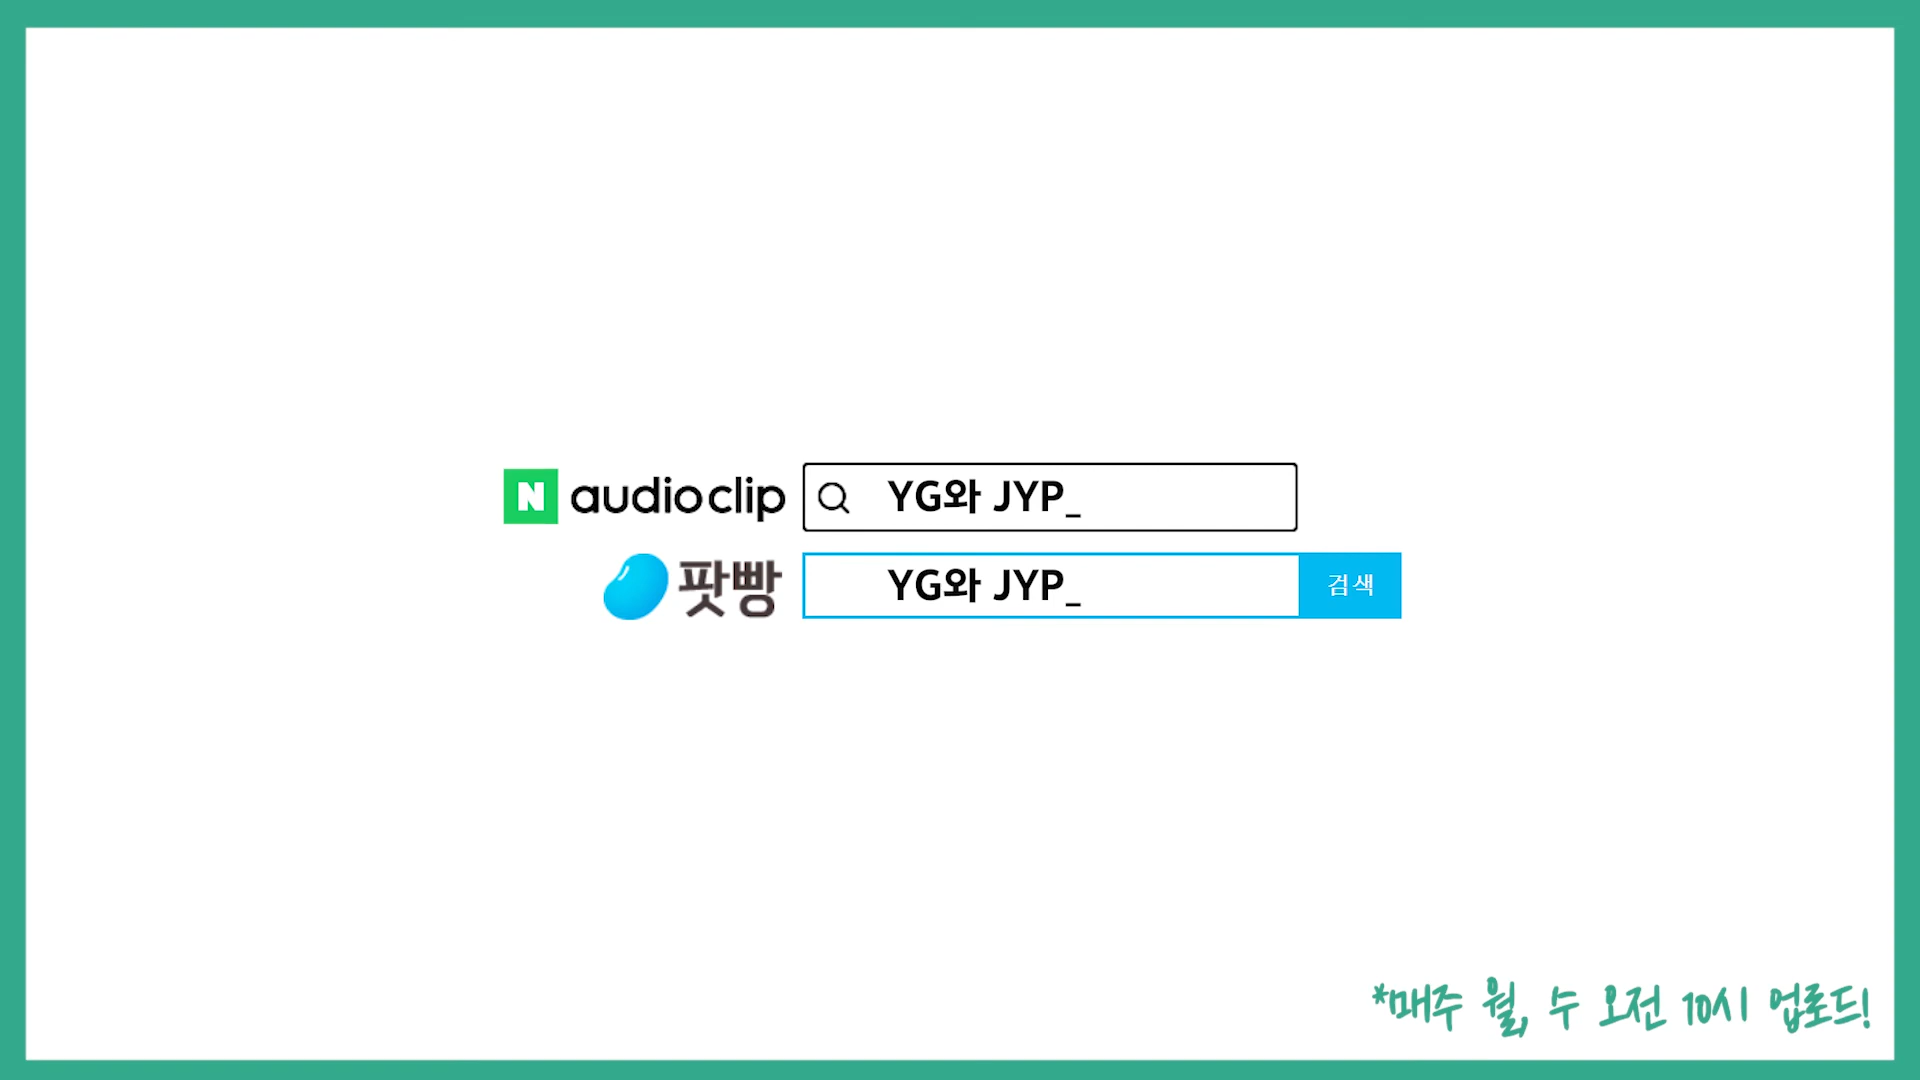 N audioclip YG와 JYP_
팟빵 YG와 JYP_ 검색
*매주 월, 수 오전 10시 업로드!